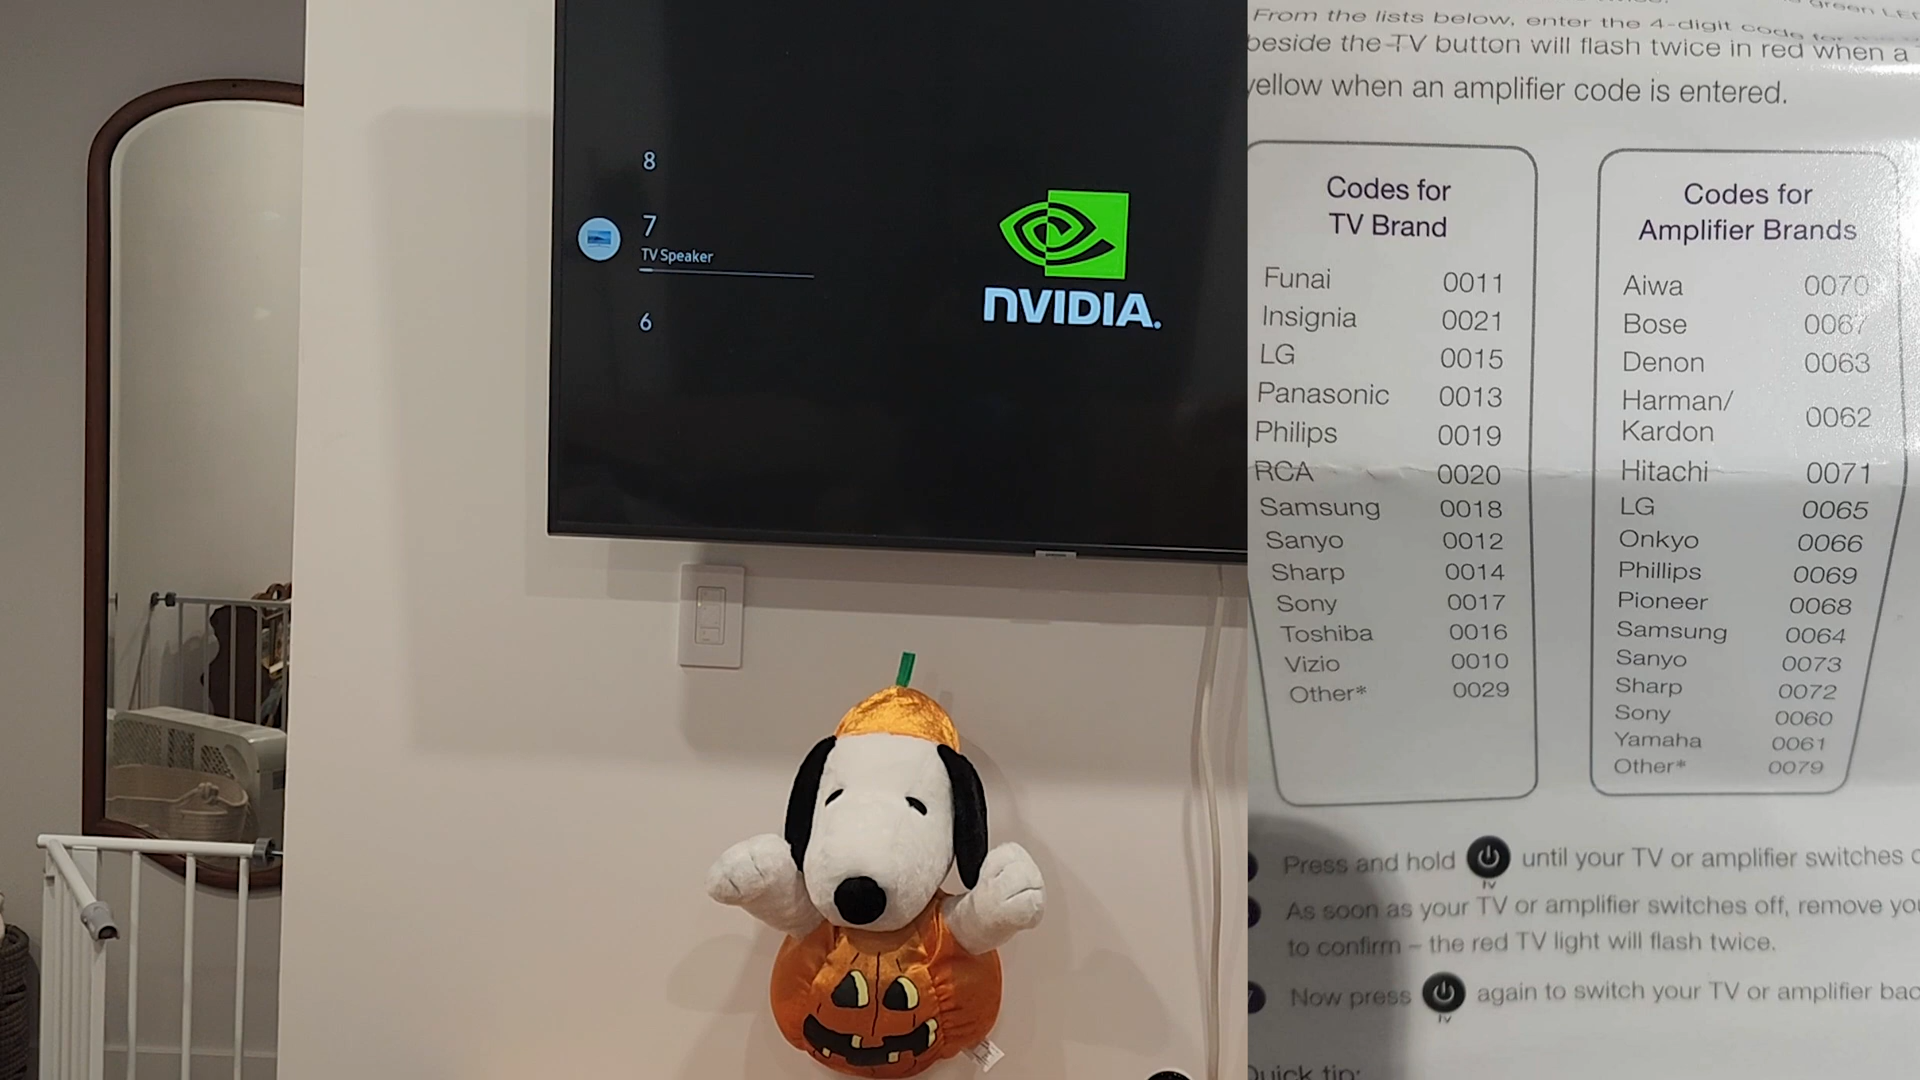 8
7
TV Speaker
6
NVIDIA.
green LED
From the lists below, enter the 4-digit code for
beside the TV button will flash twice in red when a
yellow when an amplifier code is entered.
Codes for
TV Brand
Funai 0011
Insignia 0021
LG 0015
Panasonic 0013
Philips 0019
RCA 0020
Samsung 0018
Sanyo 0012
Sharp 0014
Sony 0017
Toshiba 0016
Vizio 0010
Other* 0029
Codes for
Amplifier Brands
Aiwa 0070
Bose 0067
Denon 0063
Harman/
Kardon 0062
Hitachi 0071
LG 0065
Onkyo 0066
Phillips 0069
Pioneer 0068
Samsung 0064
Sanyo 0073
Sharp 0072
Sony 0060
Yamaha 0061
Other* 0079
Press and hold until your TV or amplifier switches
TV
As soon as your TV or amplifier switches off, remove
to confirm – the red TV light will flash twice.
Now press again to switch your TV or amplifier
TV
Quick tip: